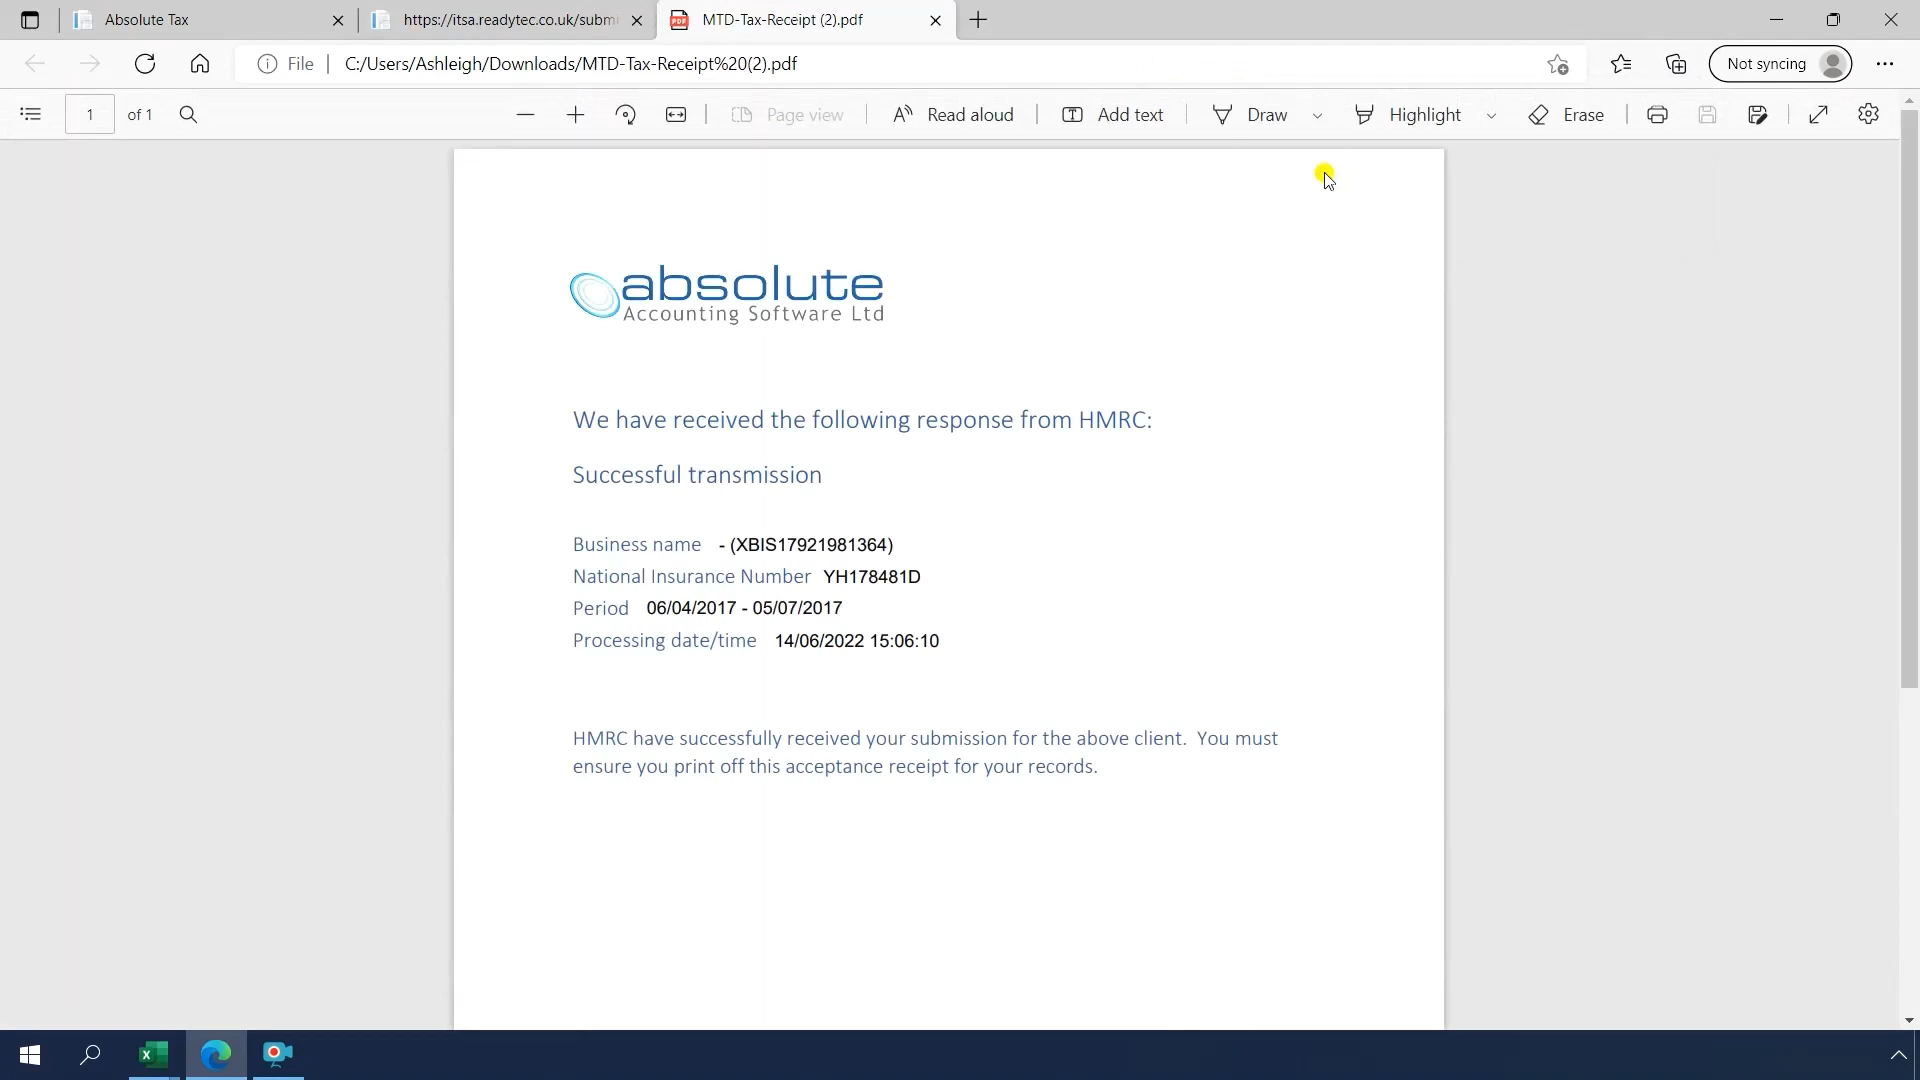 Absolute Tax
https://itsa.readytec.co.uk/subm
MTD-Tax-Receipt (2).pdf
File
C:/Users/Ashleigh/Downloads/MTD-Tax-Receipt%20(2).pdf
Not syncing
1 of 1
Page view
Read aloud
Add text
Draw
Highlight
Erase
absolute
Accounting Software Ltd
We have received the following response from HMRC:
Successful transmission
Business name - (XBIS17921981364)
National Insurance Number YH178481D
Period 06/04/2017 - 05/07/2017
Processing date/time 14/06/2022 15:06:10
HMRC have successfully received your submission for the above client. You must
ensure you print off this acceptance receipt for your records.